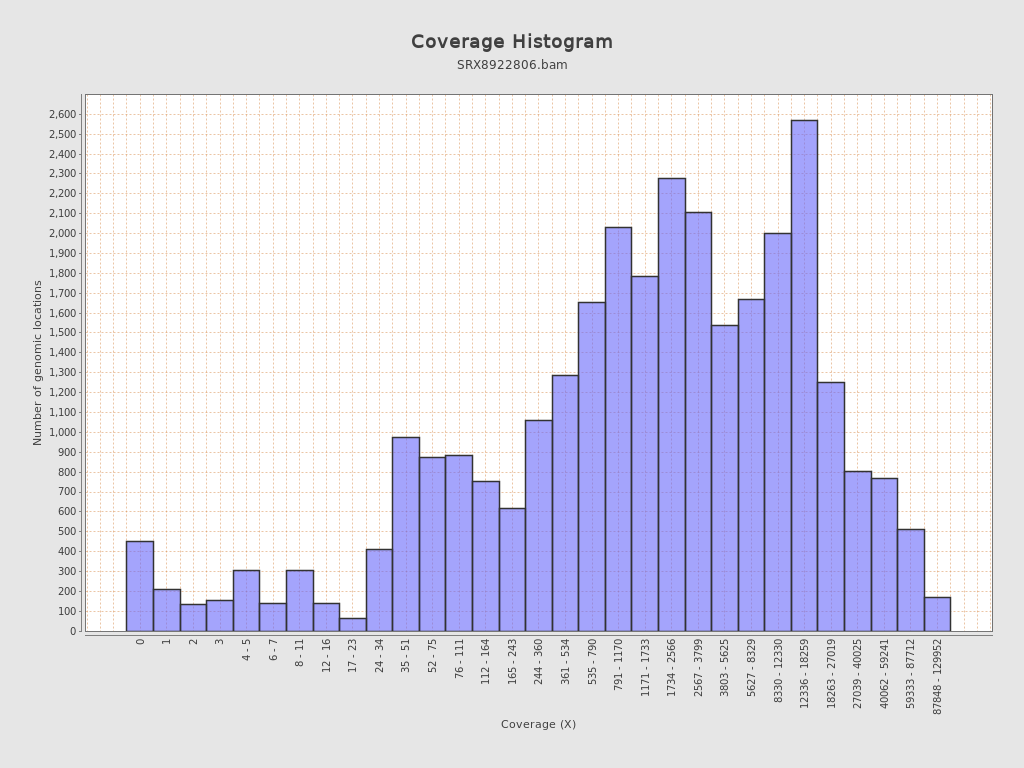 Coverage Histogram
SRX8922806.bam
Number of genomic locations
2,600
2,500
2,400
2,300
2,200
2,100
2,000
1,900
1,800
1,700
1,600
1,500
1,400
1,300
1,200
1,100
1,000
900
800
700
600
500
400
300
200
100
0
0
1
2
3
4 - 5
6 - 7
8 - 11
12 - 16
17 - 23
24 - 34
35 - 51
52 - 75
76 - 111
112 - 164
165 - 243
244 - 360
361 - 534
535 - 790
791 - 1170
1171 - 1733
1734 - 2566
2567 - 3799
3803 - 5625
5627 - 8329
8330 - 12330
12336 - 18259
18263 - 27019
27039 - 40025
40062 - 59241
59333 - 87712
87848 - 129952
Coverage (X)